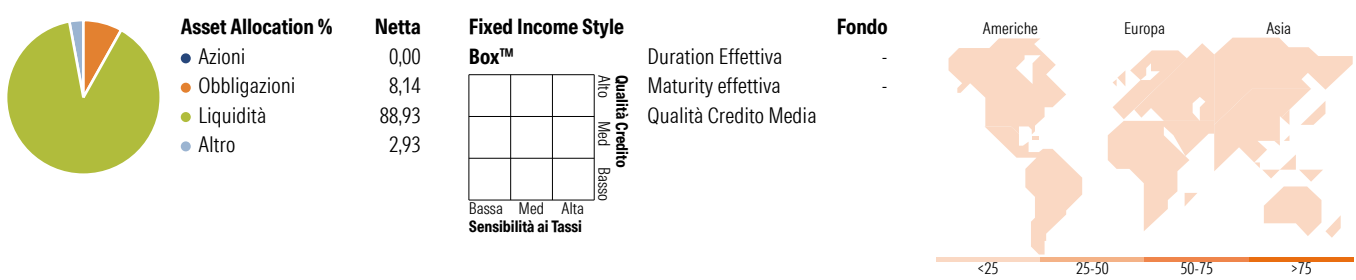 Asset Allocation % Netta
Azioni 0,00
Obbligazioni 8,14
Liquidità 88,93
Altro 2,93
Fixed Income Style
Box™
Fondo
Duration Effettiva -
Maturity effettiva -
Qualità Credito Media
Alto
Med
Basso
Qualità Credito
Bassa Med Alta
Sensibilità ai Tassi
Americhe Europa Asia
<25 25-50 50-75 >75